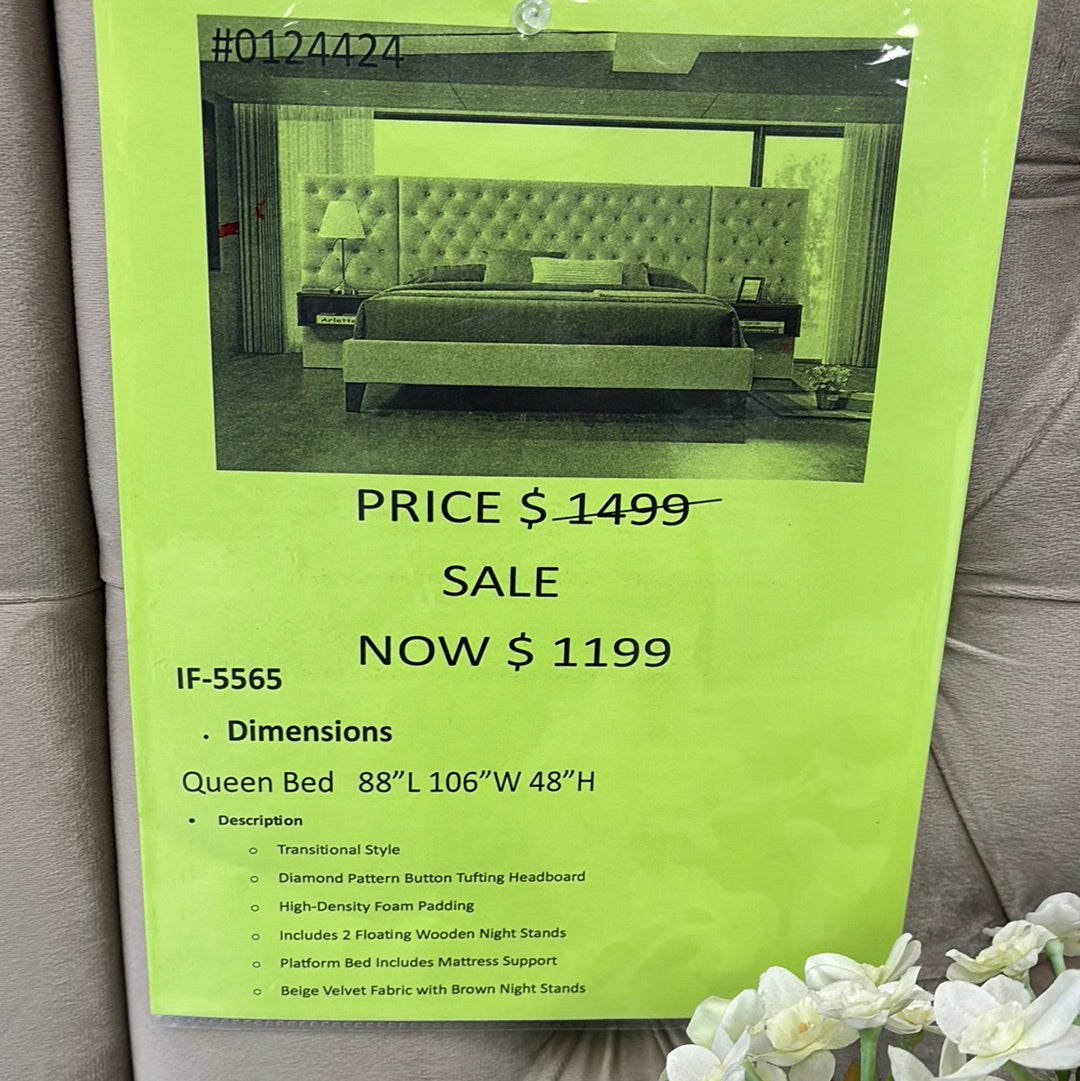 #0124424
Arlette
PRICE $ 1499
SALE
NOW $ 1199
IF-5565
. Dimensions
Queen Bed 88”L 106”W 48”H
• Description
o Transitional Style
o Diamond Pattern Button Tufting Headboard
o High-Density Foam Padding
o Includes 2 Floating Wooden Night Stands
o Platform Bed Includes Mattress Support
o Beige Velvet Fabric with Brown Night Stands